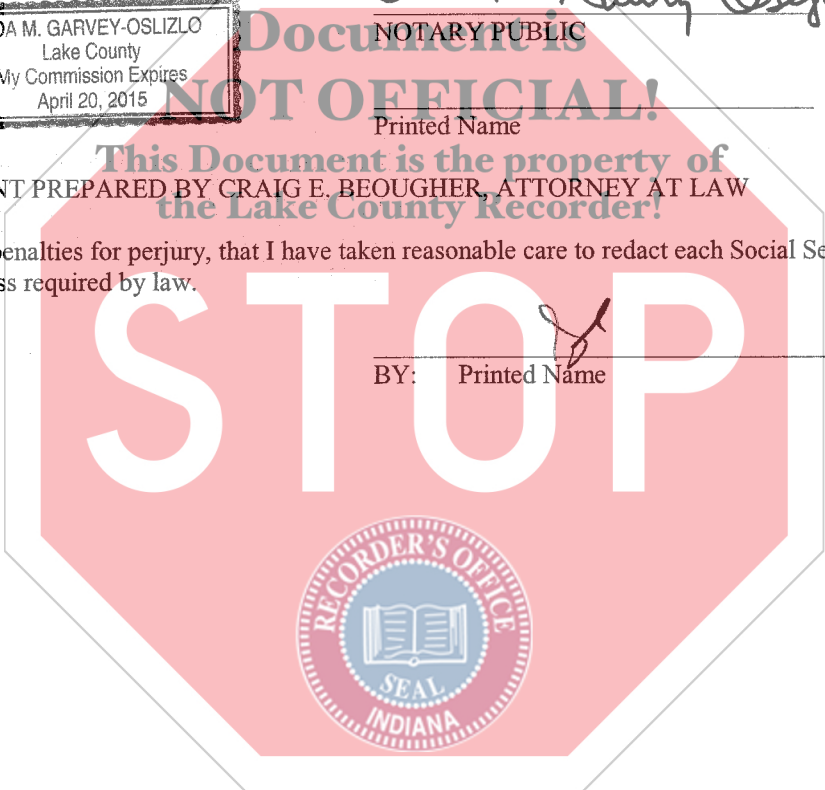 DA M. GARVEY-OSLIZLO
Lake County
My Commission Expires
April 20, 2015
NOTARY PUBLIC
Document is
NOT OFFICIAL!
Printed Name
This Document is the property of
NT PREPARED BY CRAIG E. BEOUGHER, ATTORNEY AT LAW
the Lake County Recorder!
penalties for perjury, that I have taken reasonable care to redact each Social Se
ss required by law.
STOP
BY: Printed Name
RECORDER'S OFFICE
SEAL
INDIANA